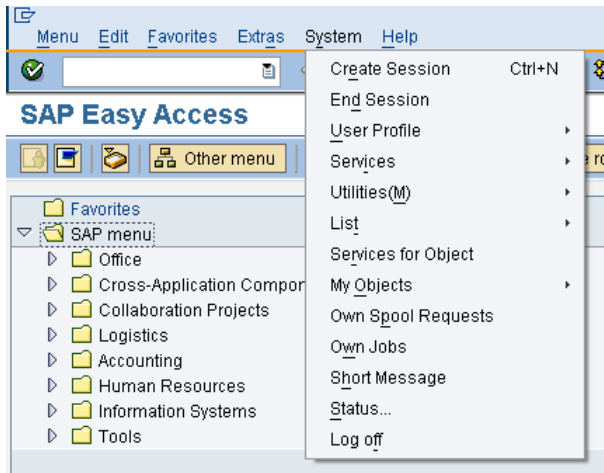 Menu Edit Favorites Extras System Help
SAP Easy Access
Other menu
Favorites
SAP menu
Office
Cross-Application Compor
Collaboration Projects
Logistics
Accounting
Human Resources
Information Systems
Tools
Create Session Ctrl+N
End Session
User Profile
Services
Utilities(M)
List
Services for Object
My Objects
Own Spool Requests
Own Jobs
Short Message
Status...
Log off